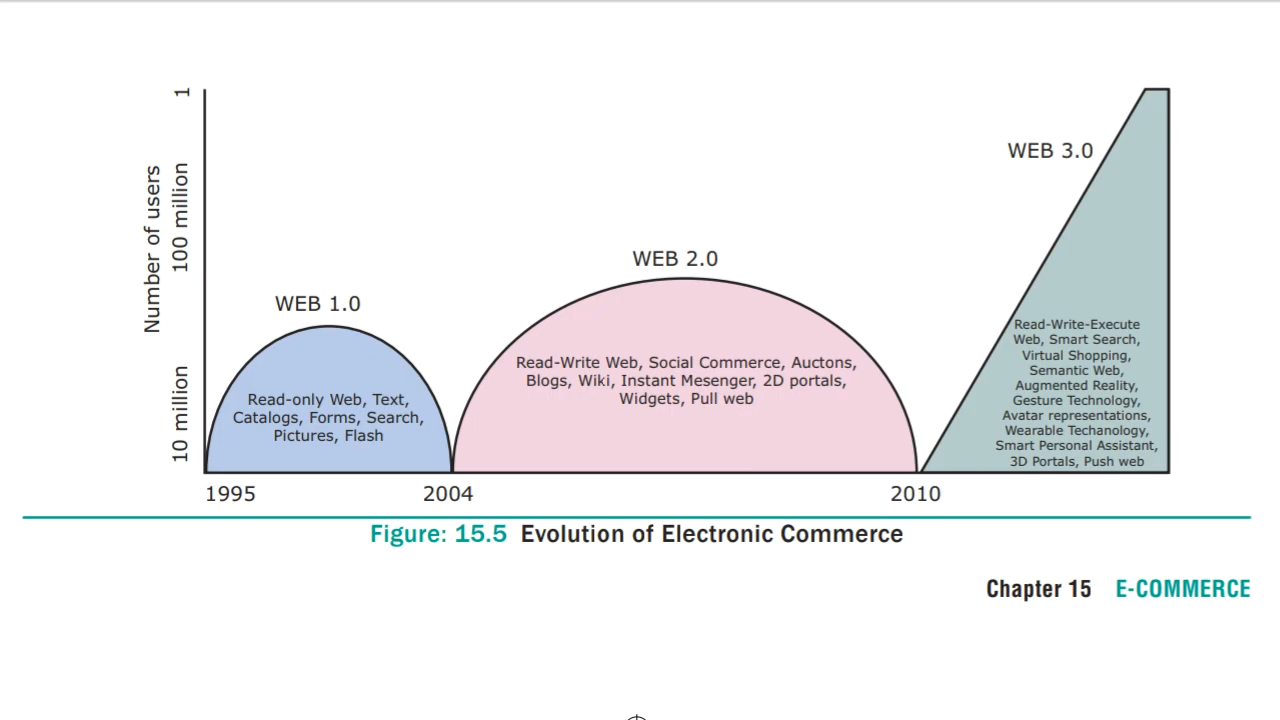 1
100 million
Number of users
10 million
WEB 1.0
Read-only Web, Text,
Catalogs, Forms, Search,
Pictures, Flash
WEB 2.0
Read-Write Web, Social Commerce, Auctons,
Blogs, Wiki, Instant Mesenger, 2D portals,
Widgets, Pull web
WEB 3.0
Read-Write-Execute
Web, Smart Search,
Virtual Shopping,
Semantic Web,
Augmented Reality,
Gesture Technology,
Avatar representations,
Wearable Techanology,
Smart Personal Assistant,
3D Portals, Push web
1995
2004
2010
Figure: 15.5 Evolution of Electronic Commerce
Chapter 15 E-COMMERCE